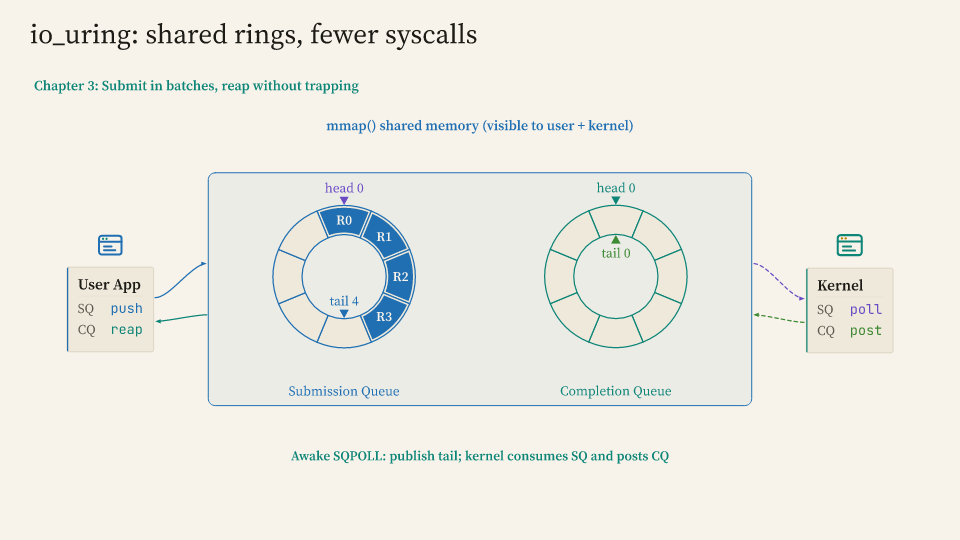 io_uring: shared rings, fewer syscalls
Chapter 3: Submit in batches, reap without trapping
mmap() shared memory (visible to user + kernel)
head 0
R0
R1
R2
R3
tail 4
Submission Queue
head 0
tail 0
Completion Queue
User App
SQ push
CQ reap
Kernel
SQ poll
CQ post
Awake SQPOLL: publish tail; kernel consumes SQ and posts CQ